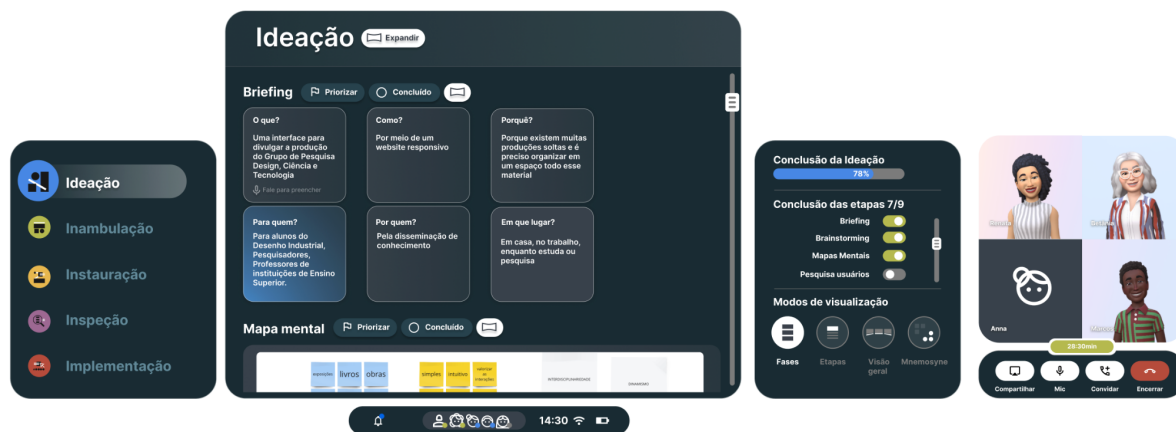 Ideação
Inambulação
Instauração
Inspeção
Implementação
Ideação
Expandir
Briefing
Priorizar
Concluído
O que?
Uma interface para
divulgar a produção
do Grupo de Pesquisa
Design, Ciência e
Tecnologia
Fale para preencher
Como?
Por meio de um
website responsivo
Porquê?
Porque existem muitas
produções soltas e é
preciso organizar em
um espaço todo esse
material
Para quem?
Para alunos do
Desenho Industrial,
Pesquisadores,
Professores de
instituições de Ensino
Superior.
Por quem?
Pela disseminação de
conhecimento
Em que lugar?
Em casa, no trabalho,
enquanto estuda ou
pesquisa
Mapa mental
Priorizar
Concluído
exposições
livros
obras
simples
intuitivo
INTERDISCIPLINARIDADE
DINAMISMO
14:30
Conclusão da Ideação
78%
Conclusão das etapas 7/9
Briefing
Brainstorming
Mapas Mentais
Pesquisa usuários
Modos de visualização
Fases
Etapas
Visão
geral
Mnemosyne
Anna
Marcos
28:30min
Compartilhar
Mic
Convidar
Encerrar